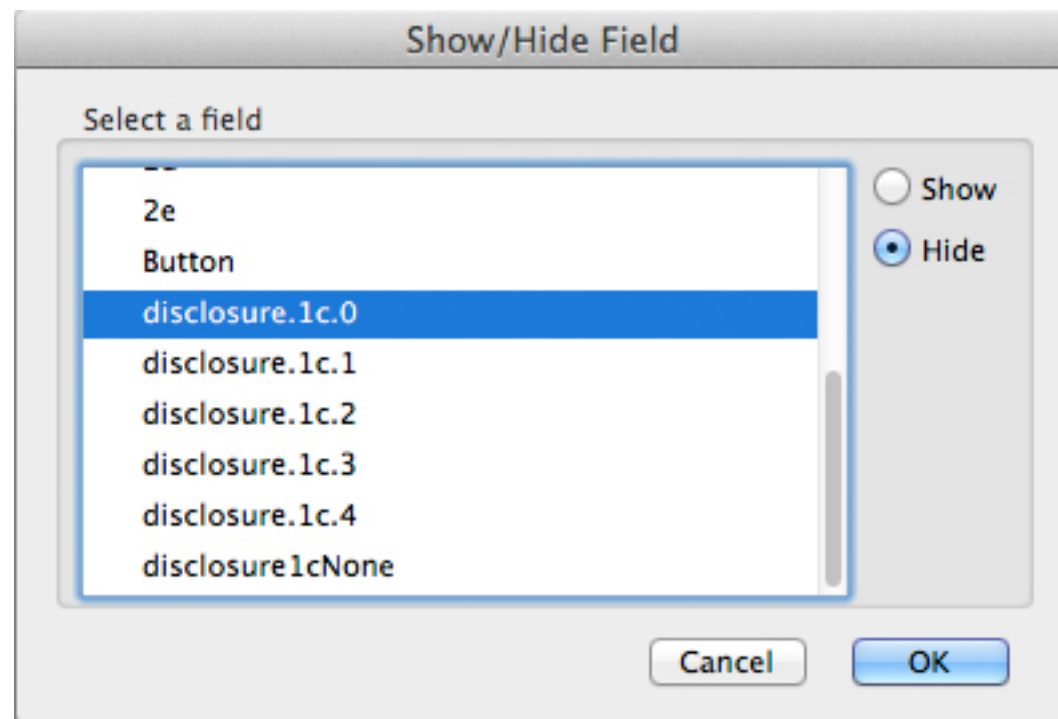 Show/Hide Field
Select a field
2e
Button
disclosure.1c.0
disclosure.1c.1
disclosure.1c.2
disclosure.1c.3
disclosure.1c.4
disclosure1cNone
Show
Hide
Cancel
OK